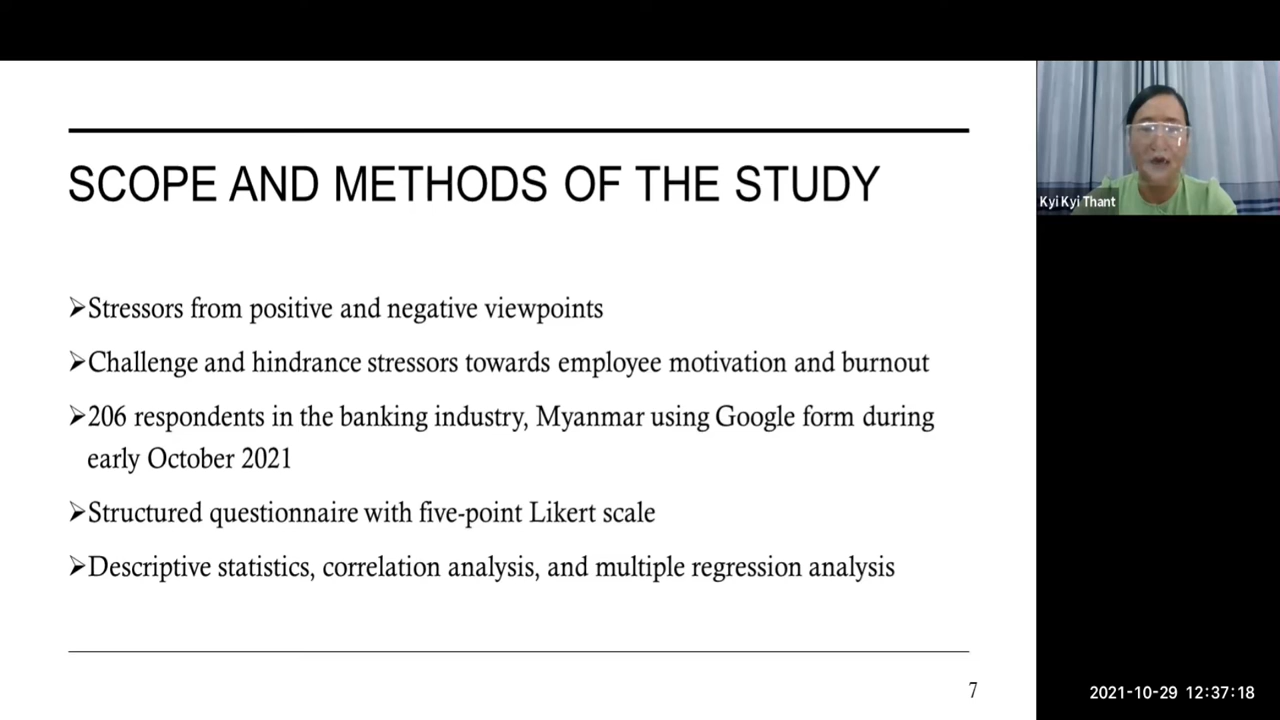 SCOPE AND METHODS OF THE STUDY
Kyi Kyi Thant
➢Stressors from positive and negative viewpoints
➢Challenge and hindrance stressors towards employee motivation and burnout
➢206 respondents in the banking industry, Myanmar using Google form during
early October 2021
➢Structured questionnaire with five-point Likert scale
➢Descriptive statistics, correlation analysis, and multiple regression analysis
7
2021-10-29 12:37:18